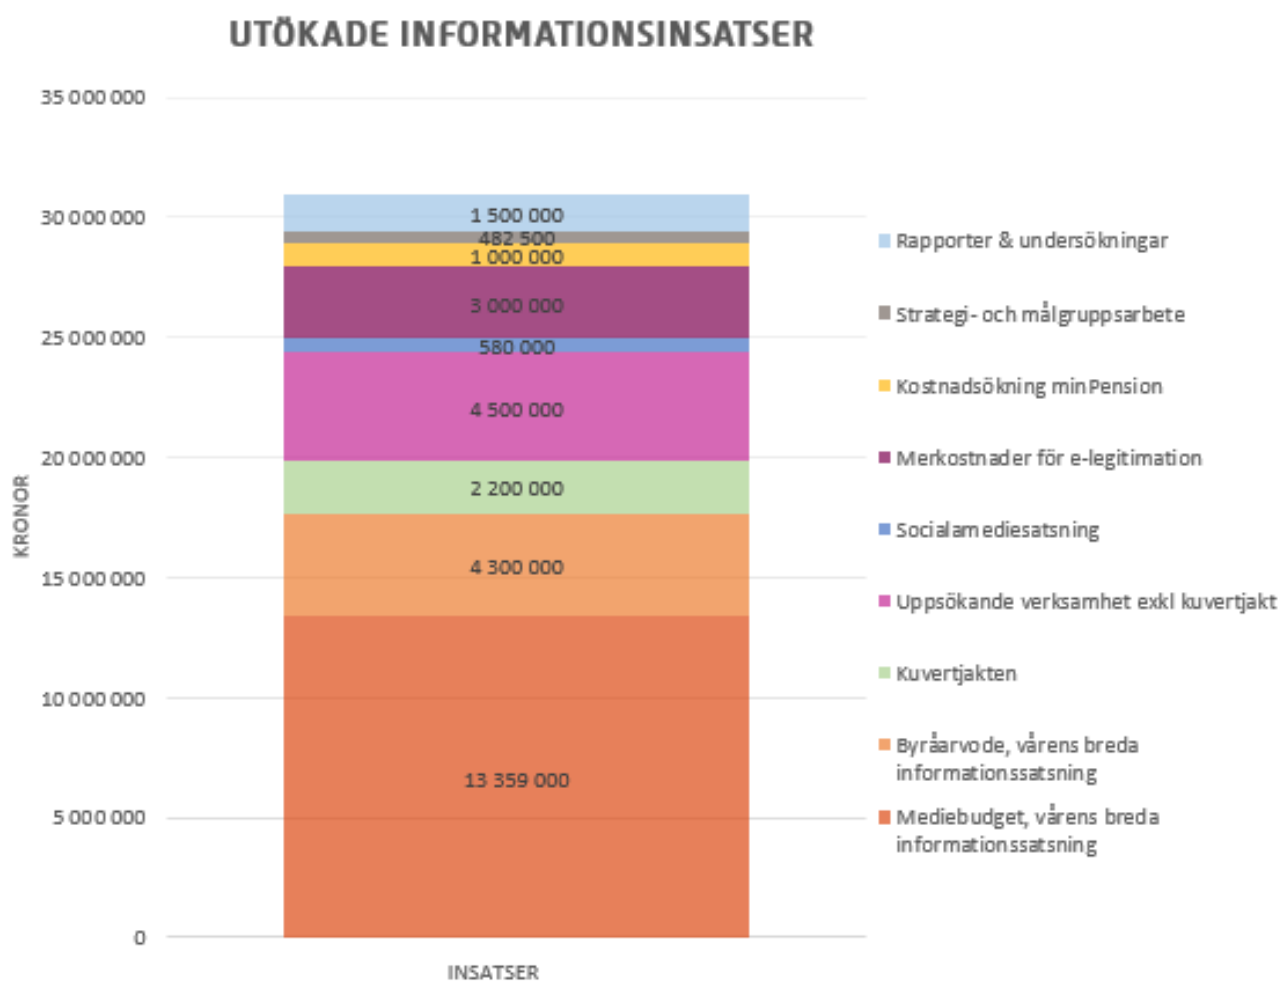 UTÖKADE INFORMATIONSINSATSER
35 000 000
30 000 000
25 000 000
20 000 000
15 000 000
10 000 000
5 000 000
0
KRONOR
1 500 000
482 500
1 000 000
3 000 000
580 000
4 500 000
2 200 000
4 300 000
13 359 000
INSATSER
Rapporter & undersökningar
Strategi- och målgruppsarbete
Kostnadsökning minPension
Merkostnader för e-legitimation
Socialamediesatsning
Uppsökande verksamhet exkl kuvertjakt
Kuvertjakten
Byråarvode, vårens breda
informationssatsning
Mediebudget, vårens breda
informationssatsning